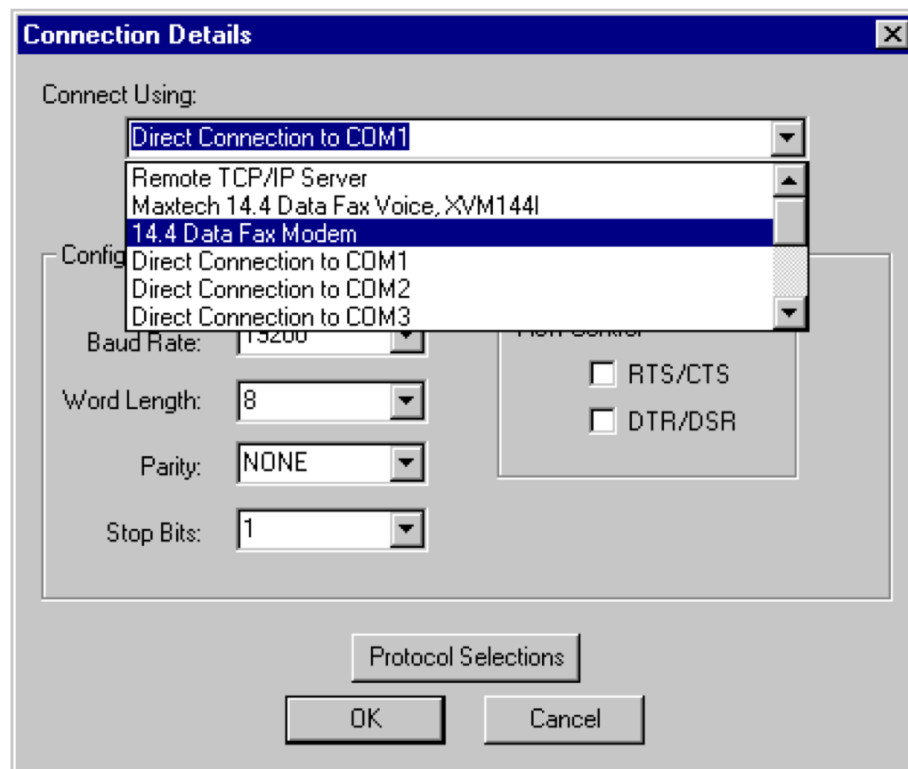 Connection Details
Connect Using:
Direct Connection to COM1
Remote TCP/IP Server
Maxtech 14.4 Data Fax Voice, XVM144I
14.4 Data Fax Modem
Direct Connection to COM1
Direct Connection to COM2
Direct Connection to COM3
Config
Baud Rate: 19200
Word Length: 8
Parity: NONE
Stop Bits: 1
RTS/CTS
DTR/DSR
Protocol Selections
OK Cancel